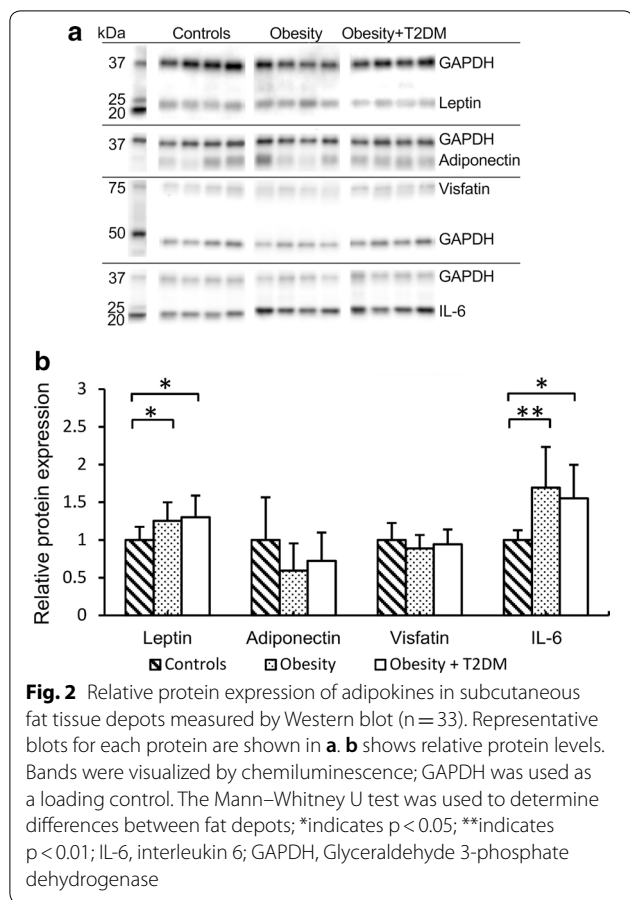 a kDa Controls Obesity Obesity+T2DM
37 GAPDH
25
20 Leptin
37 GAPDH
Adiponectin
75 Visfatin
50 GAPDH
37 GAPDH
25
20 IL-6
b
3
2.5
2
1.5
1
0.5
0
Relative protein expression
* * ** *
Leptin Adiponectin Visfatin IL-6
Controls Obesity Obesity + T2DM
Fig. 2 Relative protein expression of adipokines in subcutaneous
fat tissue depots measured by Western blot (n = 33). Representative
blots for each protein are shown in a. b shows relative protein levels.
Bands were visualized by chemiluminescence; GAPDH was used as
a loading control. The Mann–Whitney U test was used to determine
differences between fat depots; *indicates p < 0.05; **indicates
p < 0.01; IL-6, interleukin 6; GAPDH, Glyceraldehyde 3-phosphate
dehydrogenase